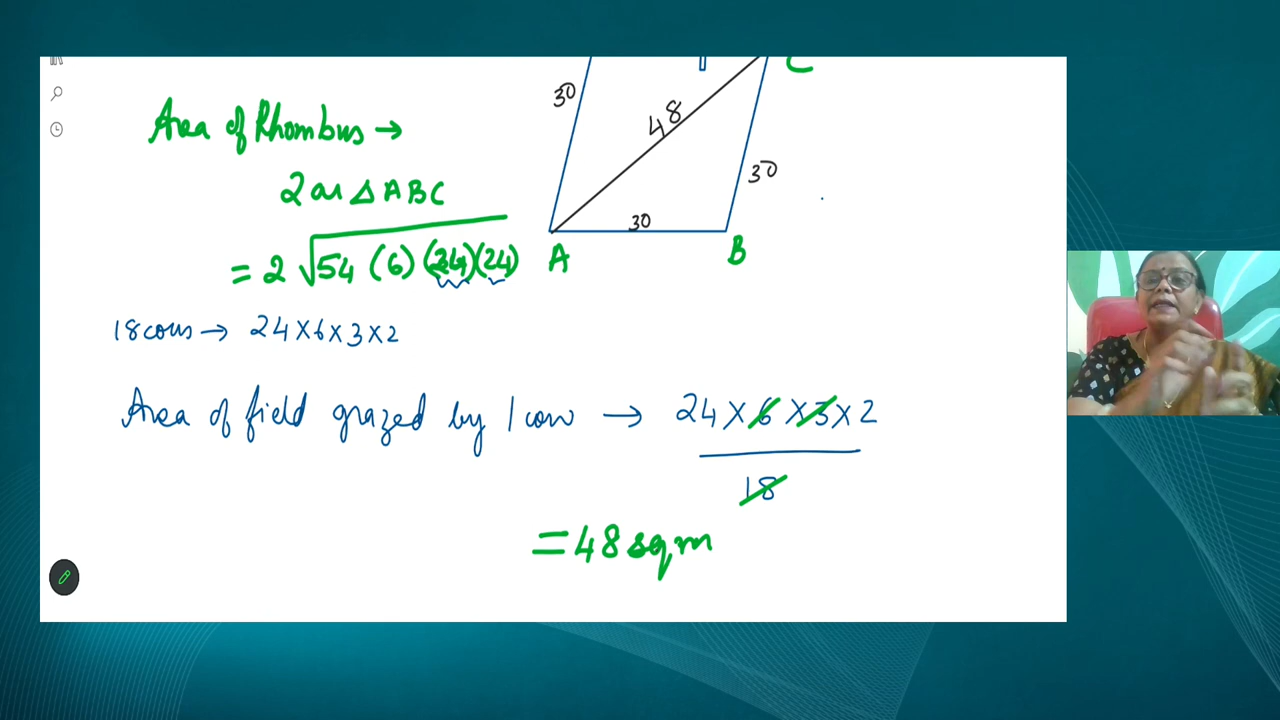 C
30
Area of Rhombus →
48
30
2 ar △ ABC
30
= 2 √54 (6) (24)(24)
A
B
18 cows → 24×6×3×2
Area of field grazed by 1 cow → 24×6×3×2
18
= 48 sq m